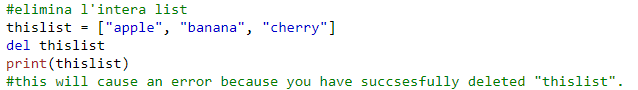 #elimina l'intera list
thislist = ["apple", "banana", "cherry"]
del thislist
print(thislist)
#this will cause an error because you have succsesfully deleted "thislist".